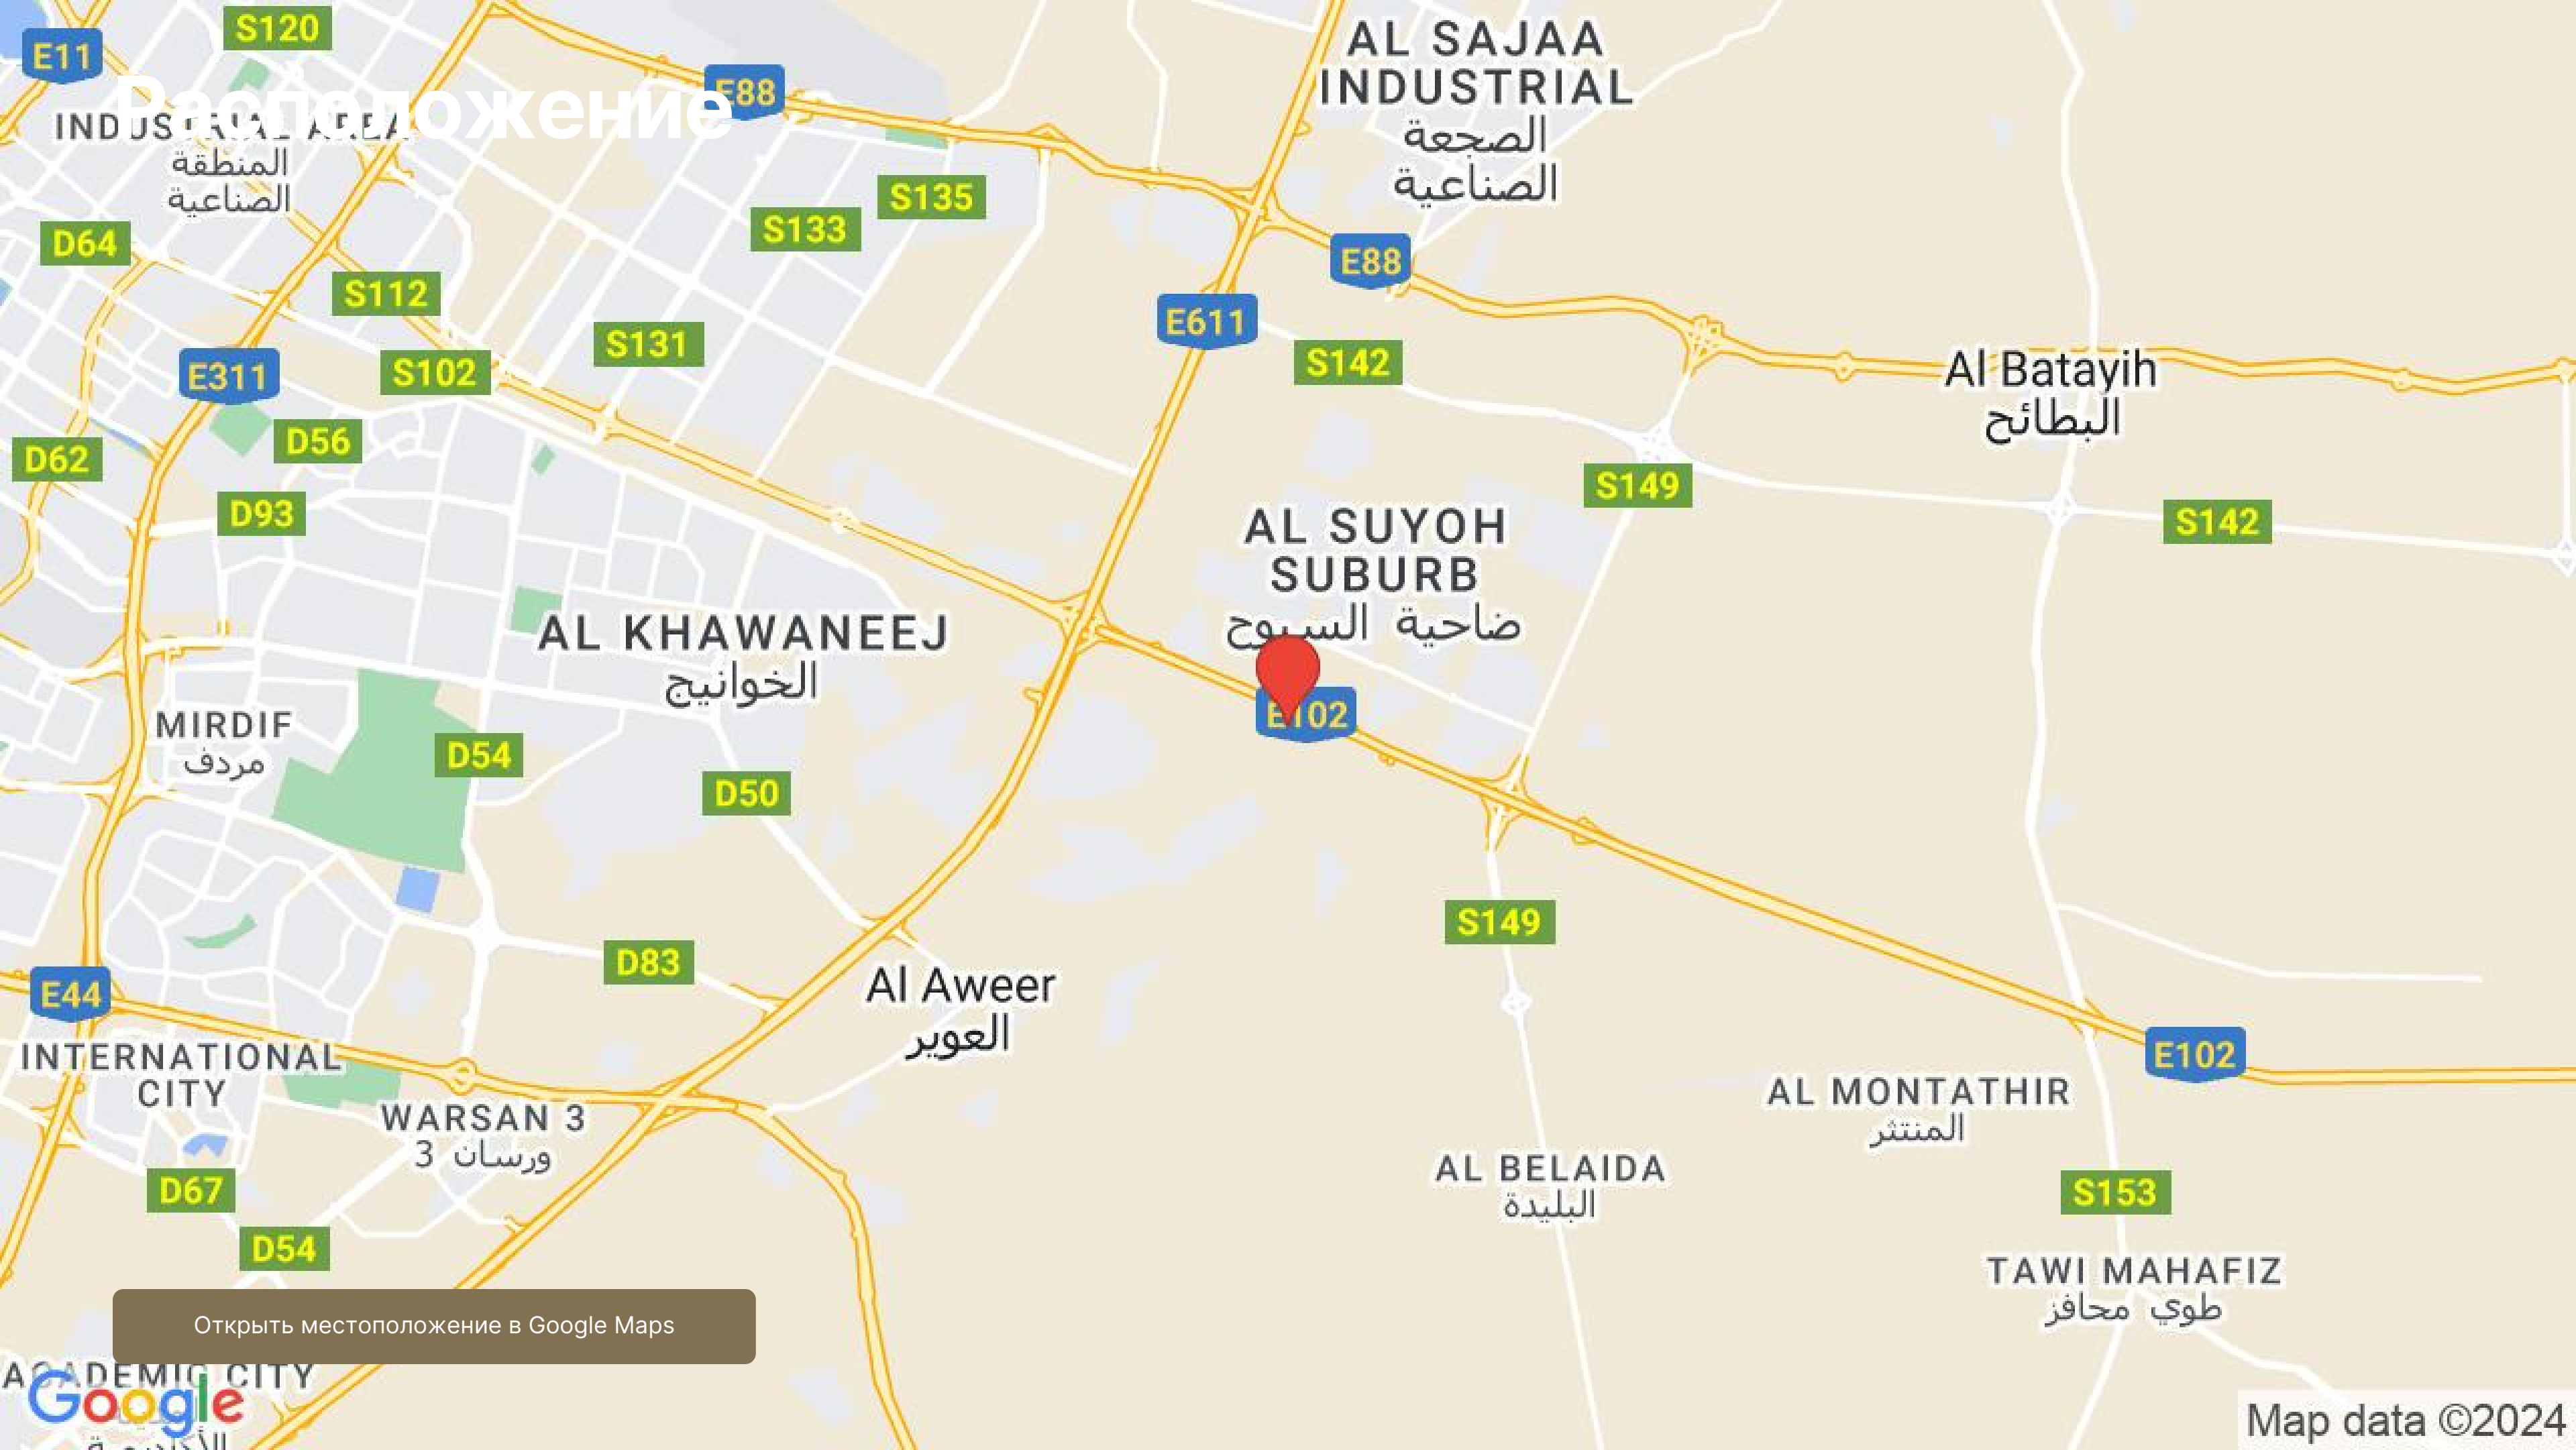 S120
E11
Расположение
E88
INDUSTRIAL AREA
المنطقة
الصناعية
AL SAJAA
INDUSTRIAL
الصجعة
الصناعية
S135
S133
D64
E88
S112
E611
S131
S142
S102
E311
Al Batayih
البطائح
D56
D62
S149
D93
S142
AL SUYOH
SUBURB
ضاحية السيوح
AL KHAWANEEJ
الخوانيج
E102
MIRDIF
مردف
D54
D50
S149
D83
E44
Al Aweer
العوير
INTERNATIONAL
CITY
E102
WARSAN 3
ورسان 3
AL MONTATHIR
المنتثر
AL BELAIDA
البليدة
D67
S153
D54
TAWI MAHAFIZ
طوي محافز
Открыть местоположение в Google Maps
ACADEMIC CITY
Google
Map data ©2024